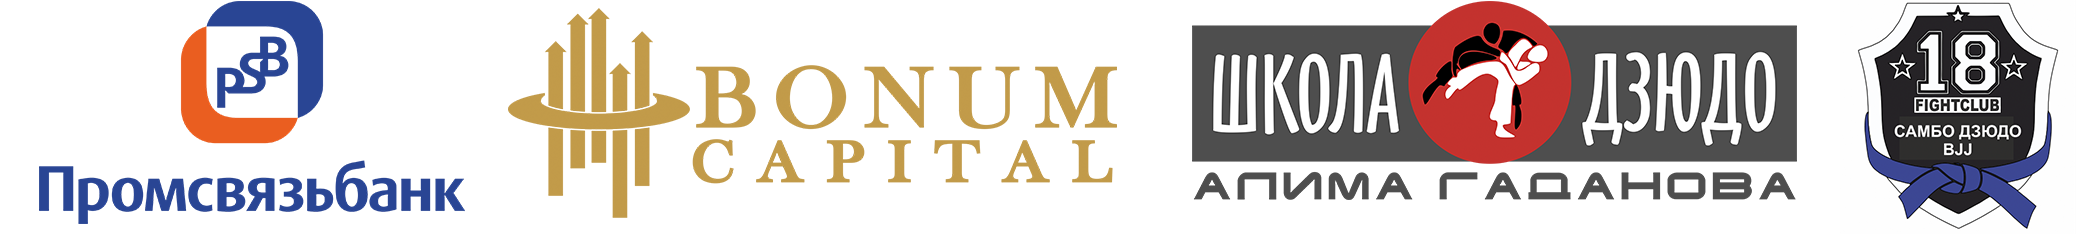 PSB
Промсвязьбанк
BONUM
CAPITAL
ШКОЛА ДЗЮДО
АЛИМА ГАДАНОВА
18
FIGHTCLUB
САМБО ДЗЮДО
BJJ